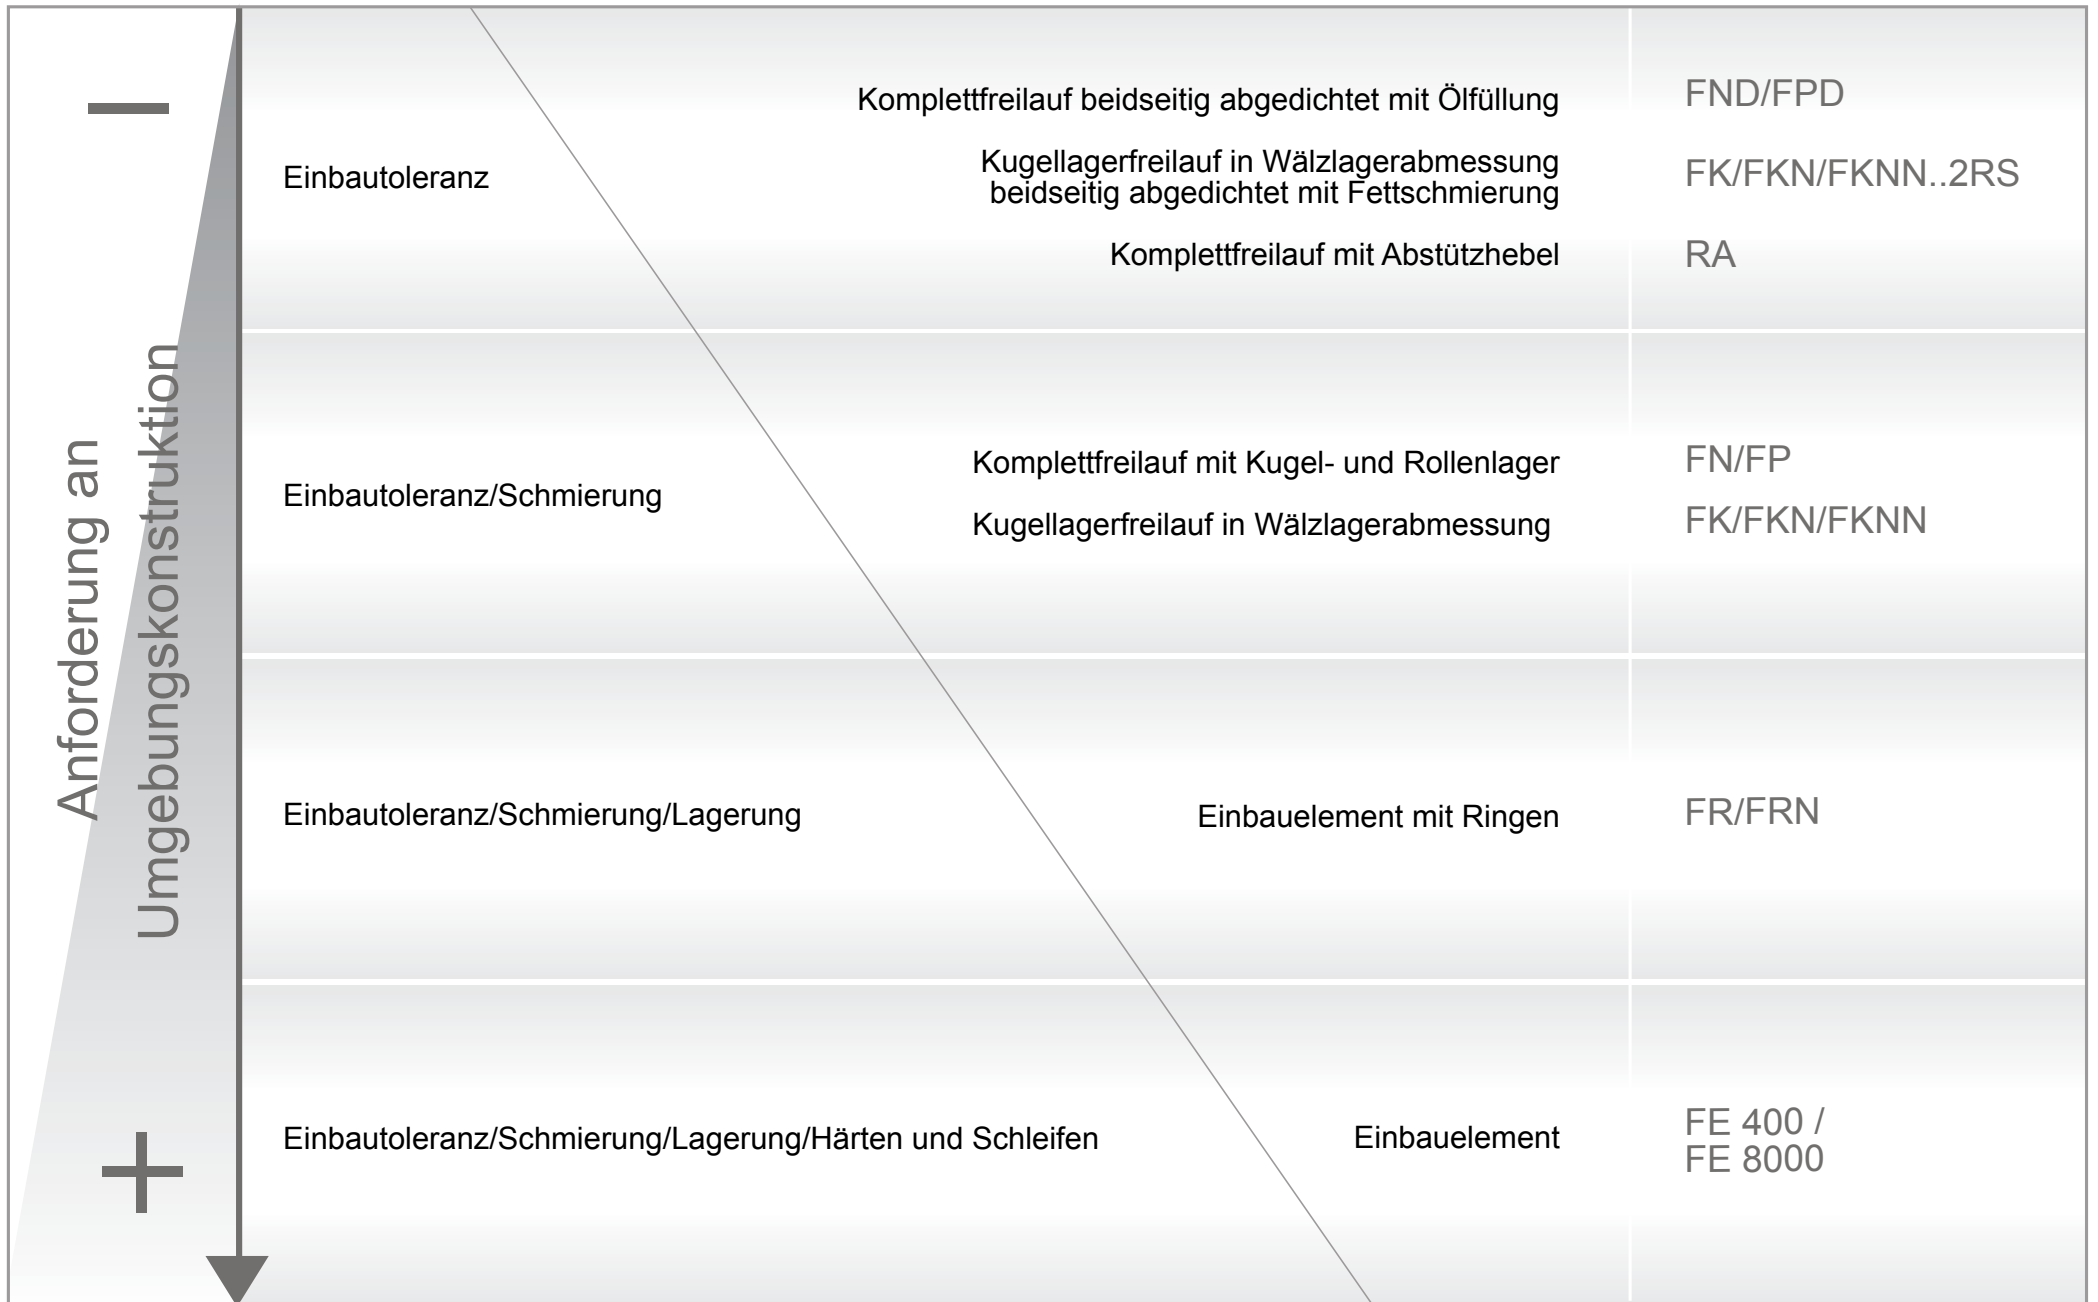 Anforderung an
Umgebungskonstruktion
Einbautoleranz
Komplettfreilauf beidseitig abgedichtet mit Ölfüllung
FND/FPD
Kugellagerfreilauf in Wälzlagerabmessung
beidseitig abgedichtet mit Fettschmierung
FK/FKN/FKNN..2RS
Komplettfreilauf mit Abstützhebel
RA
Einbautoleranz/Schmierung
Komplettfreilauf mit Kugel- und Rollenlager
FN/FP
Kugellagerfreilauf in Wälzlagerabmessung
FK/FKN/FKNN
Einbautoleranz/Schmierung/Lagerung
Einbauelement mit Ringen
FR/FRN
Einbautoleranz/Schmierung/Lagerung/Härten und Schleifen
Einbauelement
FE 400 /
FE 8000